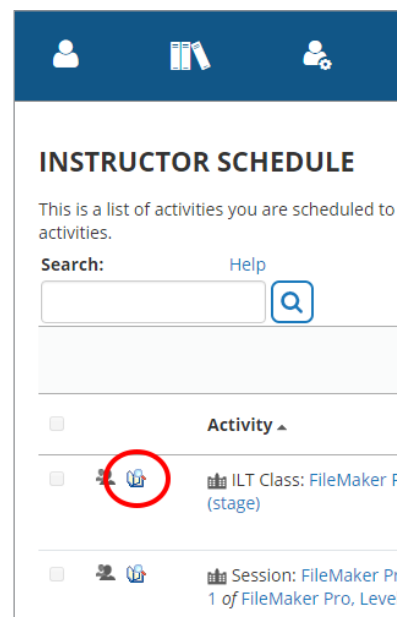 INSTRUCTOR SCHEDULE
This is a list of activities you are scheduled to
activities.
Search: Help
Activity
ILT Class: FileMaker
(stage)
Session: FileMaker Pr
1 of FileMaker Pro, Leve